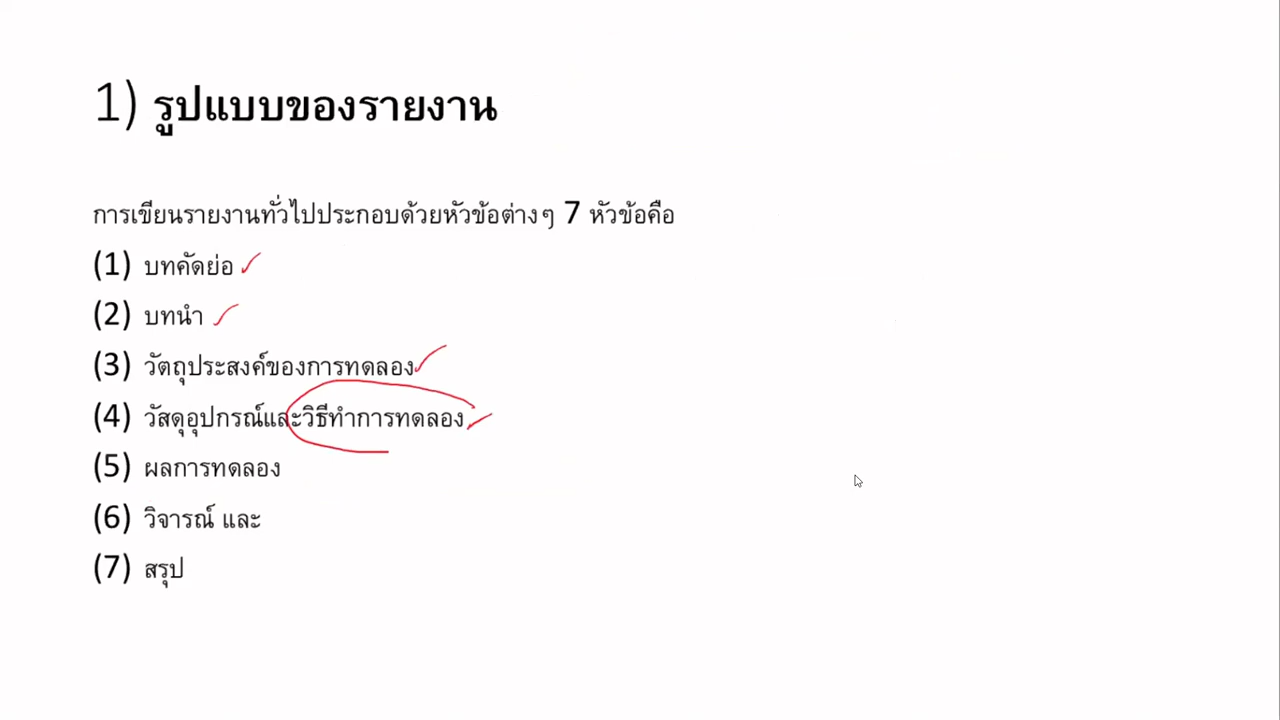 1) รูปแบบของรายงาน
การเขียนรายงานทั่วไปประกอบด้วยหัวข้อต่างๆ 7 หัวข้อคือ
(1) บทคัดย่อ
(2) บทนำ
(3) วัตถุประสงค์ของการทดลอง
(4) วัสดุอุปกรณ์และวิธีทำการทดลอง
(5) ผลการทดลอง
(6) วิจารณ์ และ
(7) สรุป